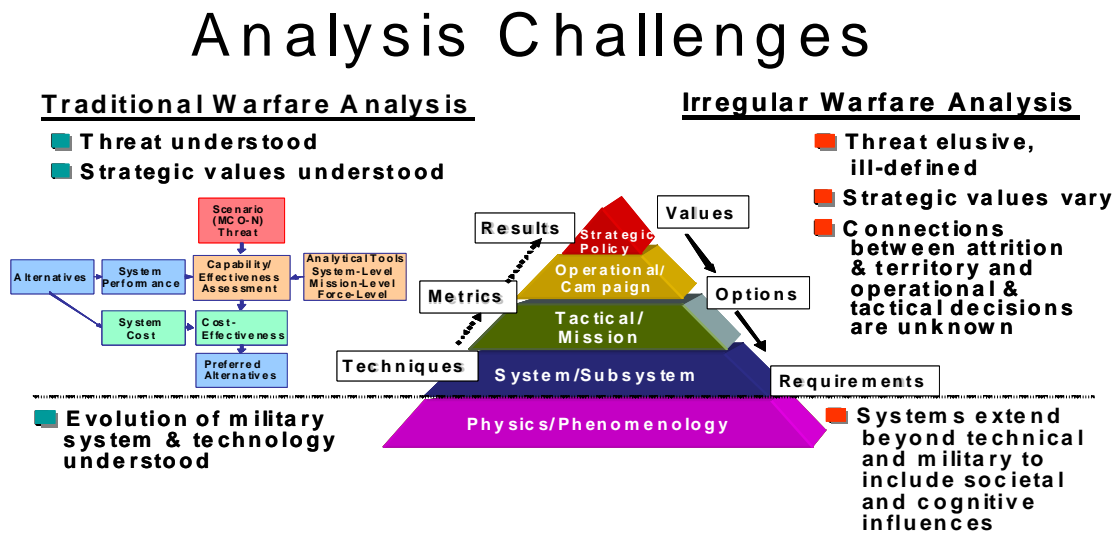 Analysis Challenges
Traditional Warfare Analysis
Threat understood
Strategic values understood
Scenario
(MCO-N)
Threat
Alternatives
System
Performance
Capability/
Effectiveness
Assessment
Analytical Tools
System-Level
Mission-Level
Force-Level
System
Cost
Cost-
Effectiveness
Preferred
Alternatives
Evolution of military
system & technology
understood
Results
Metrics
Techniques
Strategic
Policy
Operational/
Campaign
Tactical/
Mission
System/Subsystem
Physics/Phenomenology
Values
Options
Requirements
Irregular Warfare Analysis
Threat elusive,
ill-defined
Strategic values vary
Connections
between attrition
& territory and
operational &
tactical decisions
are unknown
Systems extend
beyond technical
and military to
include societal
and cognitive
influences